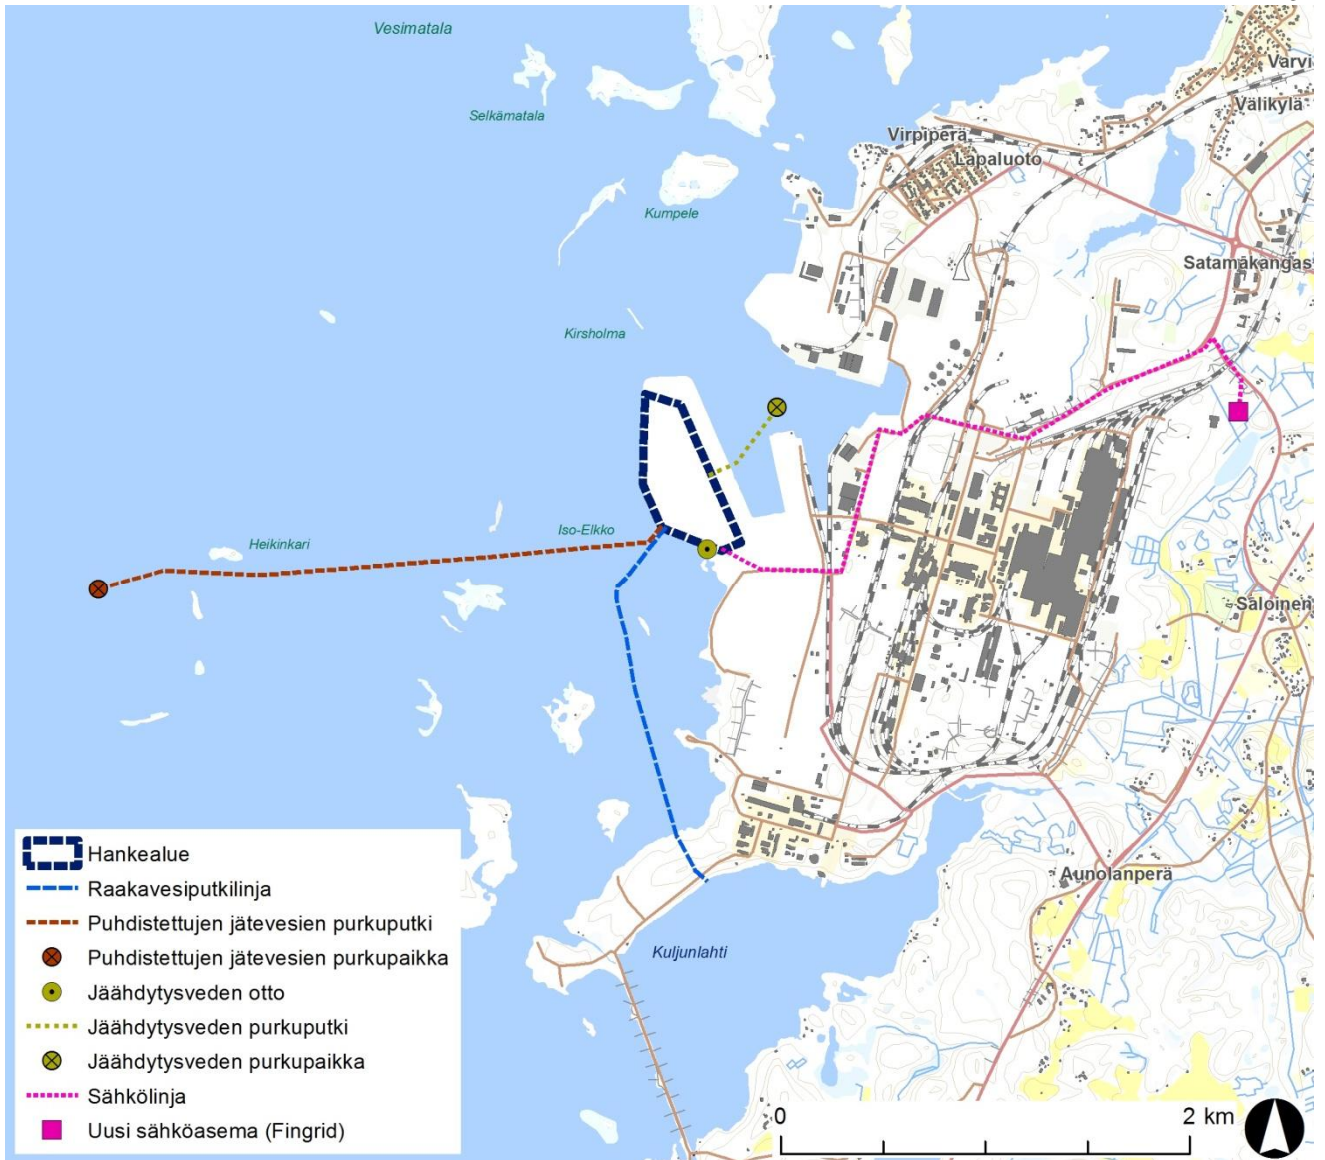 Vesimatala
Varvi
Välikylä
Selkämatala
Virpiperä
Lapaluoto
Kumpele
Satamakangas
Kirsholma
Iso-Elkko
Heikinkari
Saloinen
Aunolanperä
Kuljunlahti
Hankealue
Raakavesiputkilinja
Puhdistettujen jätevesien purkuputki
Puhdistettujen jätevesien purkupaikka
Jäähdytysveden otto
Jäähdytysveden purkuputki
Jäähdytysveden purkupaikka
Sähkölinja
Uusi sähköasema (Fingrid)
0 2 km